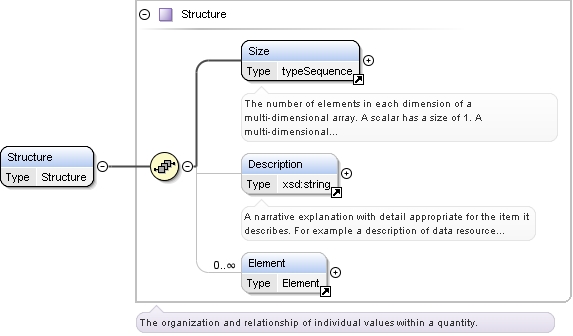 Structure
Size
Type typeSequence
The number of elements in each dimension of a
multi-dimensional array. A scalar has a size of 1. A
multi-dimensional...
Structure
Type Structure
Description
Type xsd:string
A narrative explanation with detail appropriate for the item it
describes. For example a description of data resource...
0..∞
Element
Type Element
The organization and relationship of individual values within a quantity.